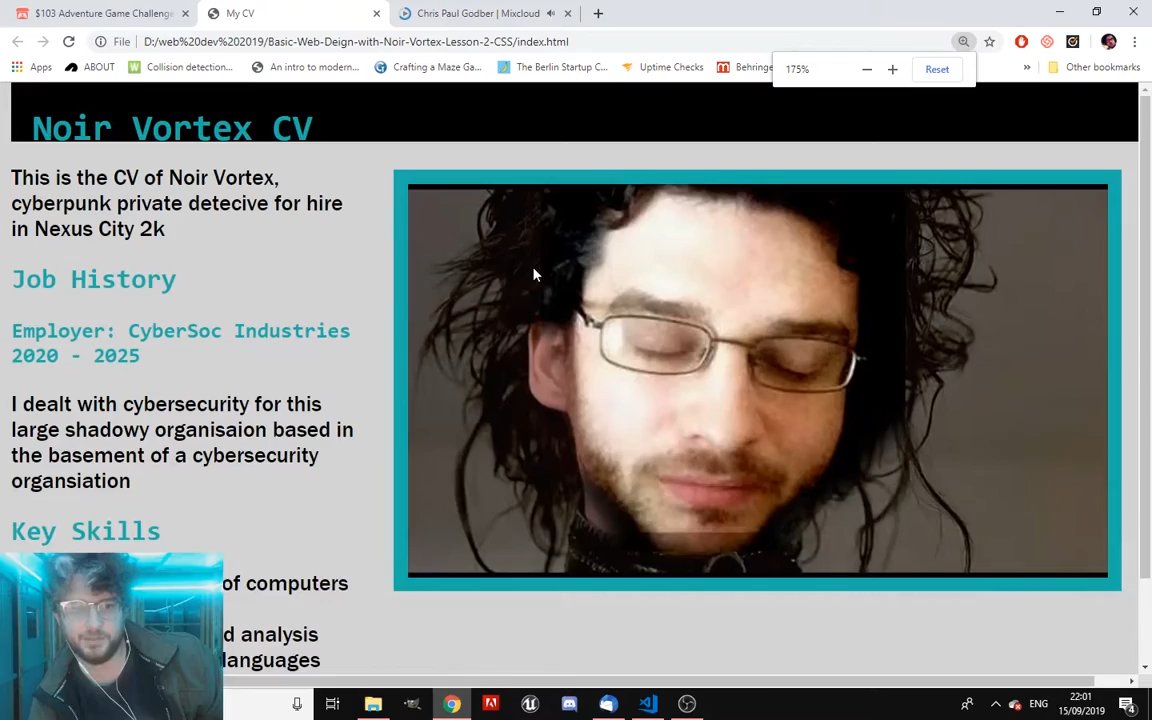 $103 Adventure Game Challenge
My CV
Chris Paul Godber | Mixcloud
File
D:/web%20dev%202019/Basic-Web-Deign-with-Noir-Vortex-Lesson-2-CSS/index.html
Apps
ABOUT
Collision detection...
An intro to modern...
Crafting a Maze Ga...
The Berlin Startup C...
Uptime Checks
Behringe
»
Other bookmarks
175%
Reset
Noir Vortex CV
This is the CV of Noir Vortex,
cyberpunk private detecive for hire
in Nexus City 2k
Job History
Employer: CyberSoc Industries
2020 - 2025
I dealt with cybersecurity for this
large shadowy organisaion based in
the basement of a cybersecurity
organsiation
Key Skills
of computers
d analysis
languages
ENG
22:01
15/09/2019
4